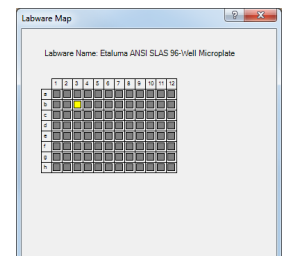 Labware Map
Labware Name: Etaluma ANSI SLAS 96-Well Microplate
1 2 3 4 5 6 7 8 9 10 11 12
a
b
c
d
e
f
g
h